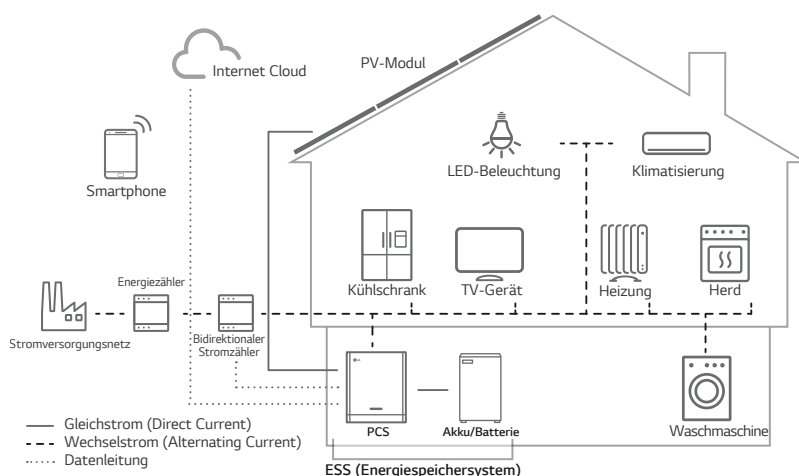 PV-Modul
Internet Cloud
LED-Beleuchtung
Klimatisierung
Smartphone
Energiezähler
Kühlschrank
TV-Gerät
Heizung
Herd
Stromversorgungsnetz
Bidirektionaler
Stromzähler
PCS
Akku/Batterie
Waschmaschine
Gleichstrom (Direct Current)
Wechselstrom (Alternating Current)
Datenleitung
ESS (Energiespeichersystem)